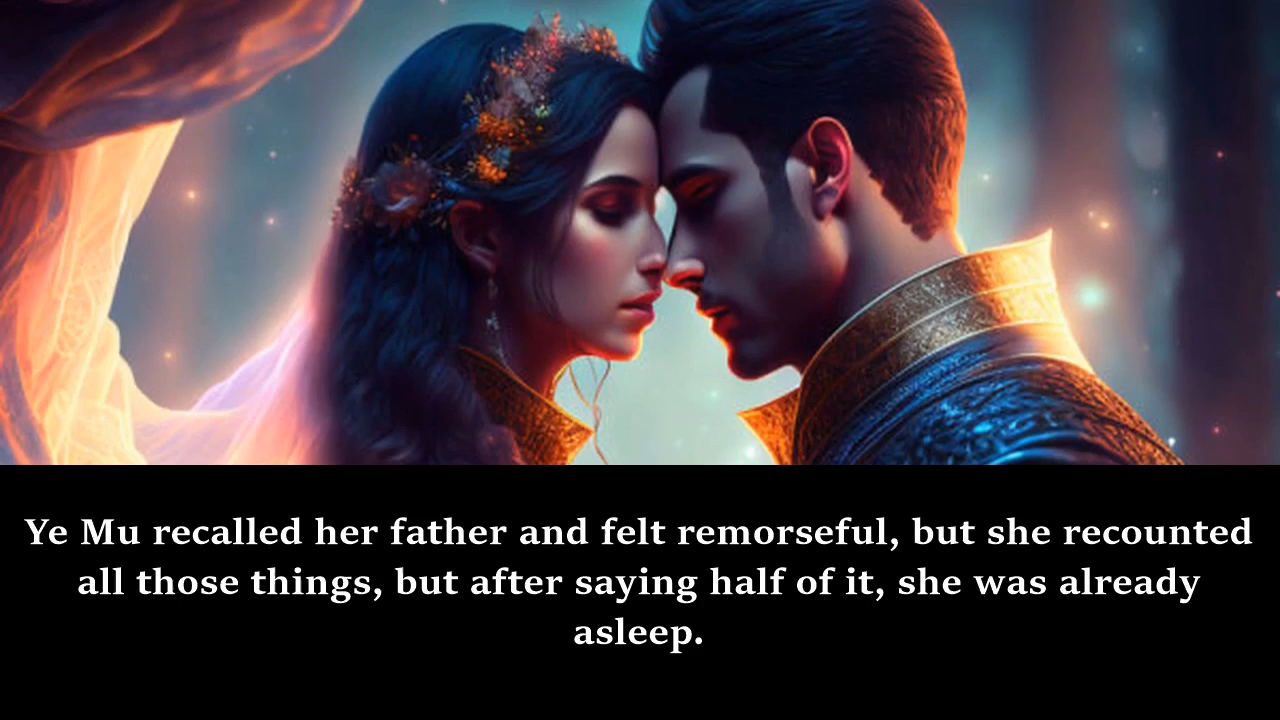 Ye Mu recalled her father and felt remorseful, but she recounted
all those things, but after saying half of it, she was already
asleep.